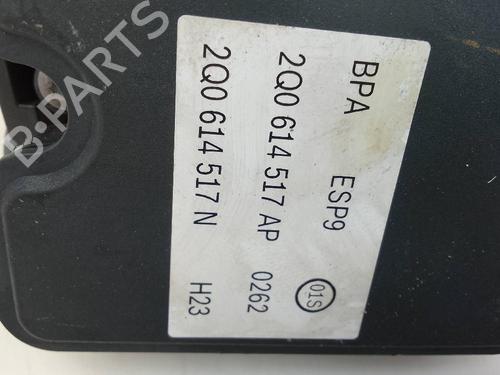 BPA ESP9 01S
2Q0 614 517 AP 0262
2Q0 614 517 N H23
B-PARTS